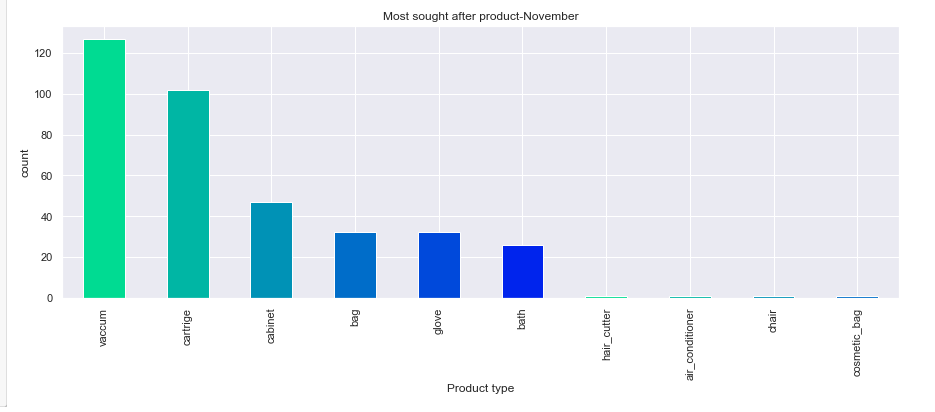 Most sought after product-November
120
100
80
60
40
20
0
count
vaccum
cartrige
cabinet
bag
glove
bath
hair_cutter
air_conditioner
chair
cosmetic_bag
Product type